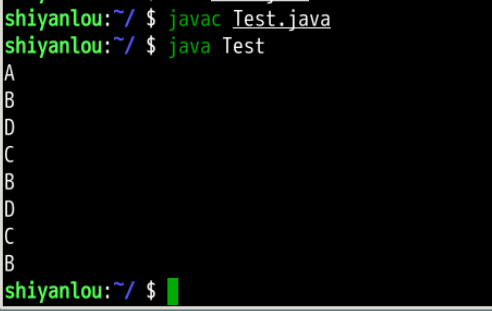 shiyanlou:~/ $ javac Test.java
shiyanlou:~/ $ java Test
A
B
D
C
B
D
C
B
shiyanlou:~/ $